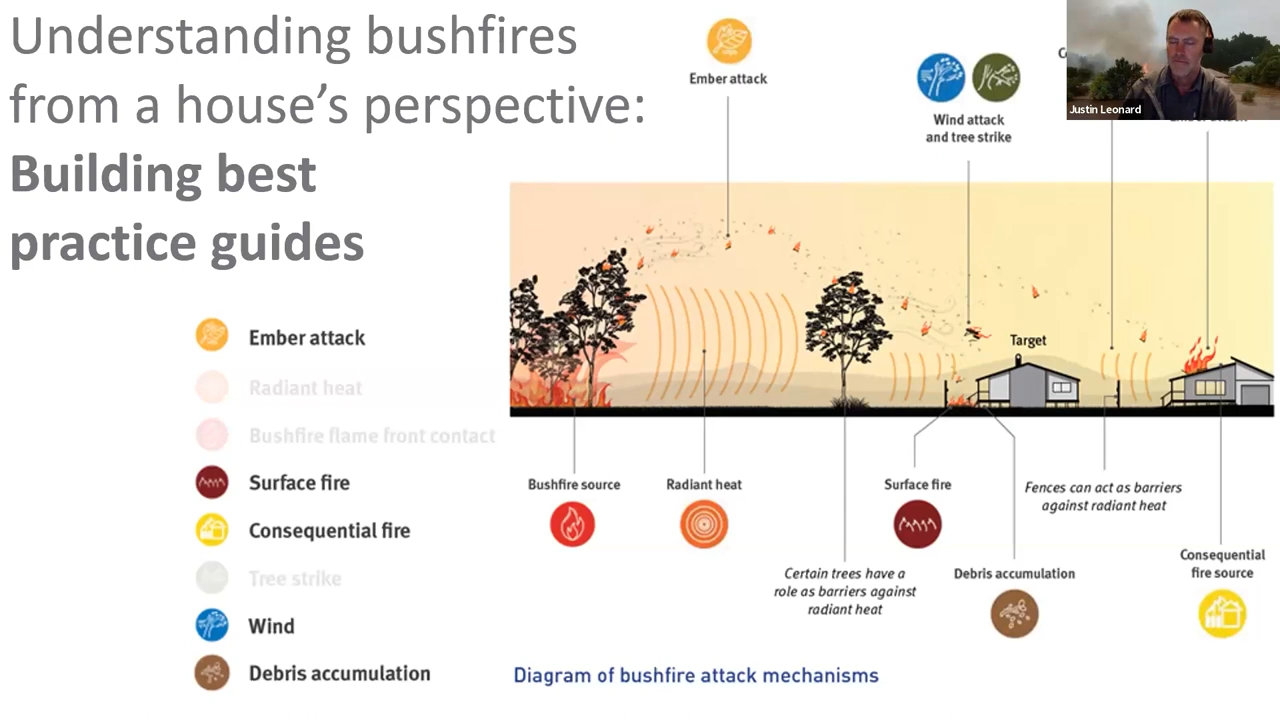 Understanding bushfires
from a house's perspective:
Building best
practice guides
Ember attack
Wind attack
and tree strike
Justin Leonard
Target
Ember attack
Radiant heat
Bushfire flame front contact
Surface fire
Consequential fire
Tree strike
Wind
Debris accumulation
Bushfire source
Radiant heat
Surface fire
Fences can act as barriers
against radiant heat
Certain trees have a
role as barriers against
radiant heat
Debris accumulation
Consequential
fire source
Diagram of bushfire attack mechanisms